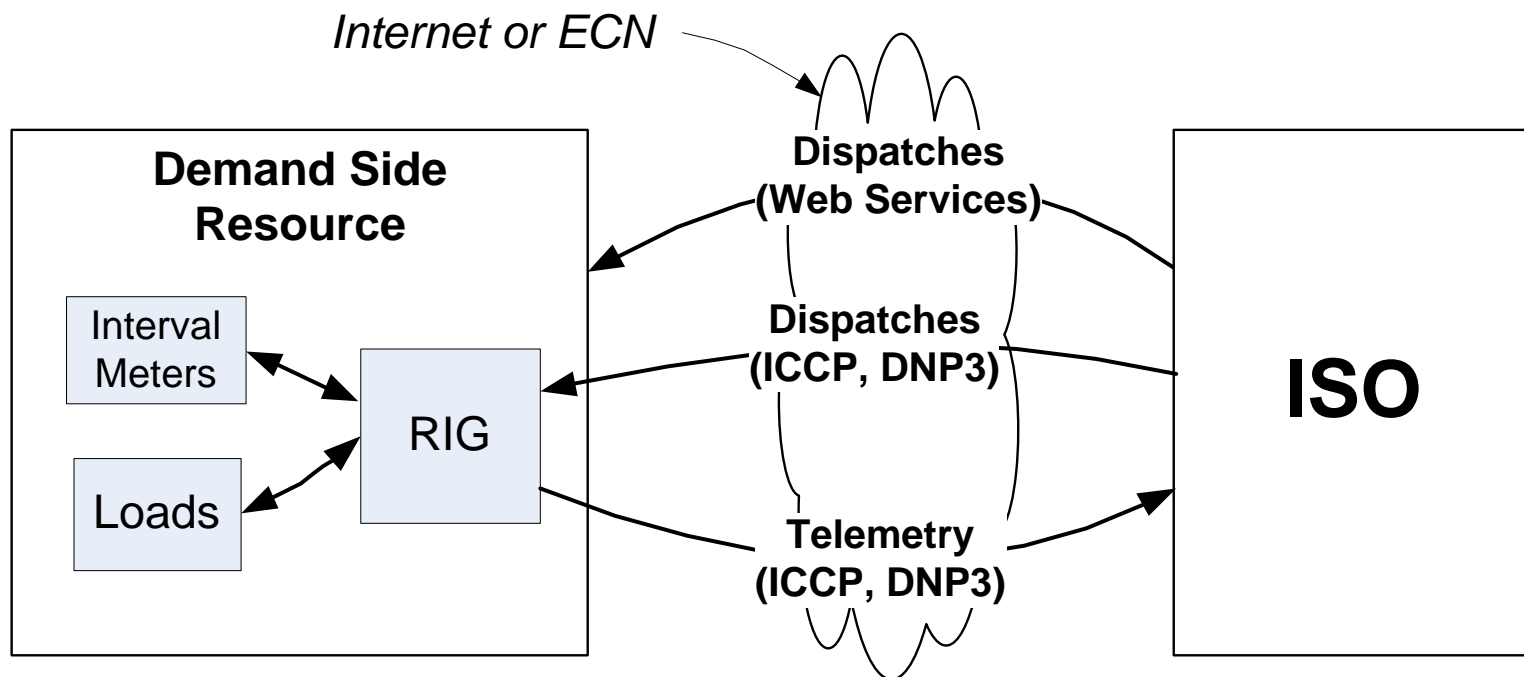 Internet or ECN
Demand Side
Resource
Interval
Meters
Loads
RIG
Dispatches
(Web Services)
Dispatches
(ICCP, DNP3)
Telemetry
(ICCP, DNP3)
ISO